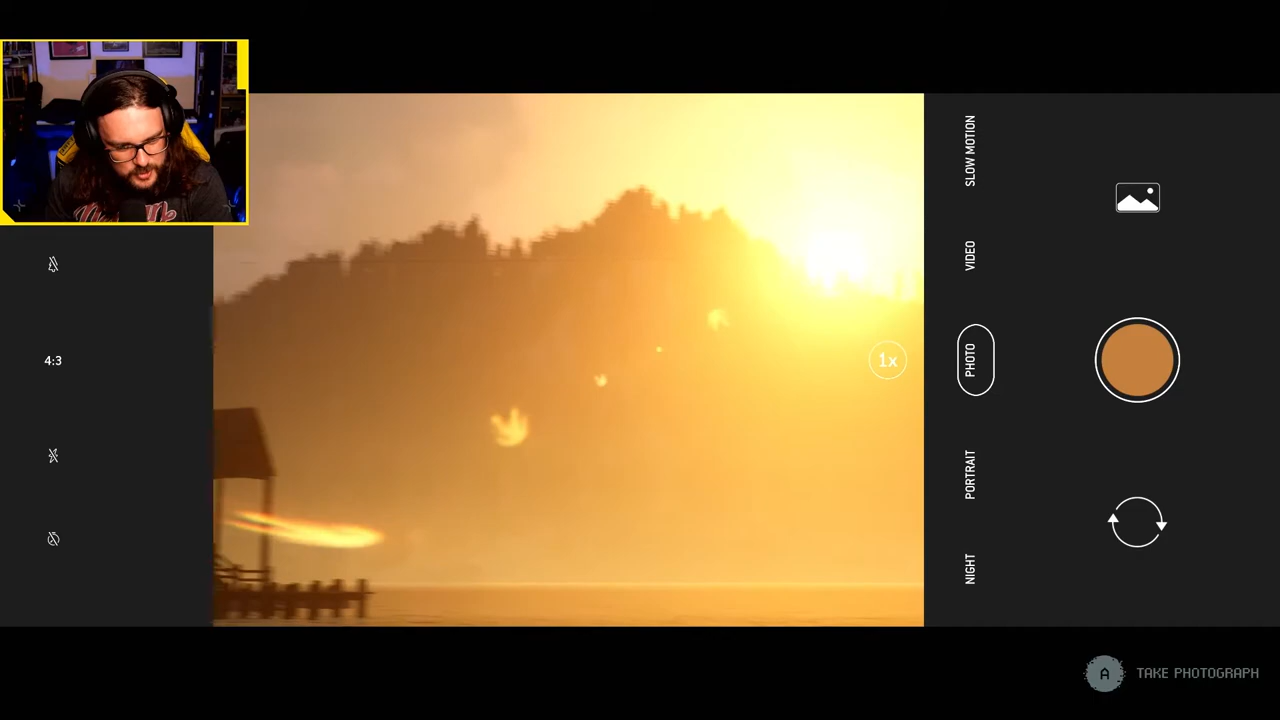 SLOW MOTION
VIDEO
4:3
1x
PHOTO
PORTRAIT
NIGHT
A TAKE PHOTOGRAPH